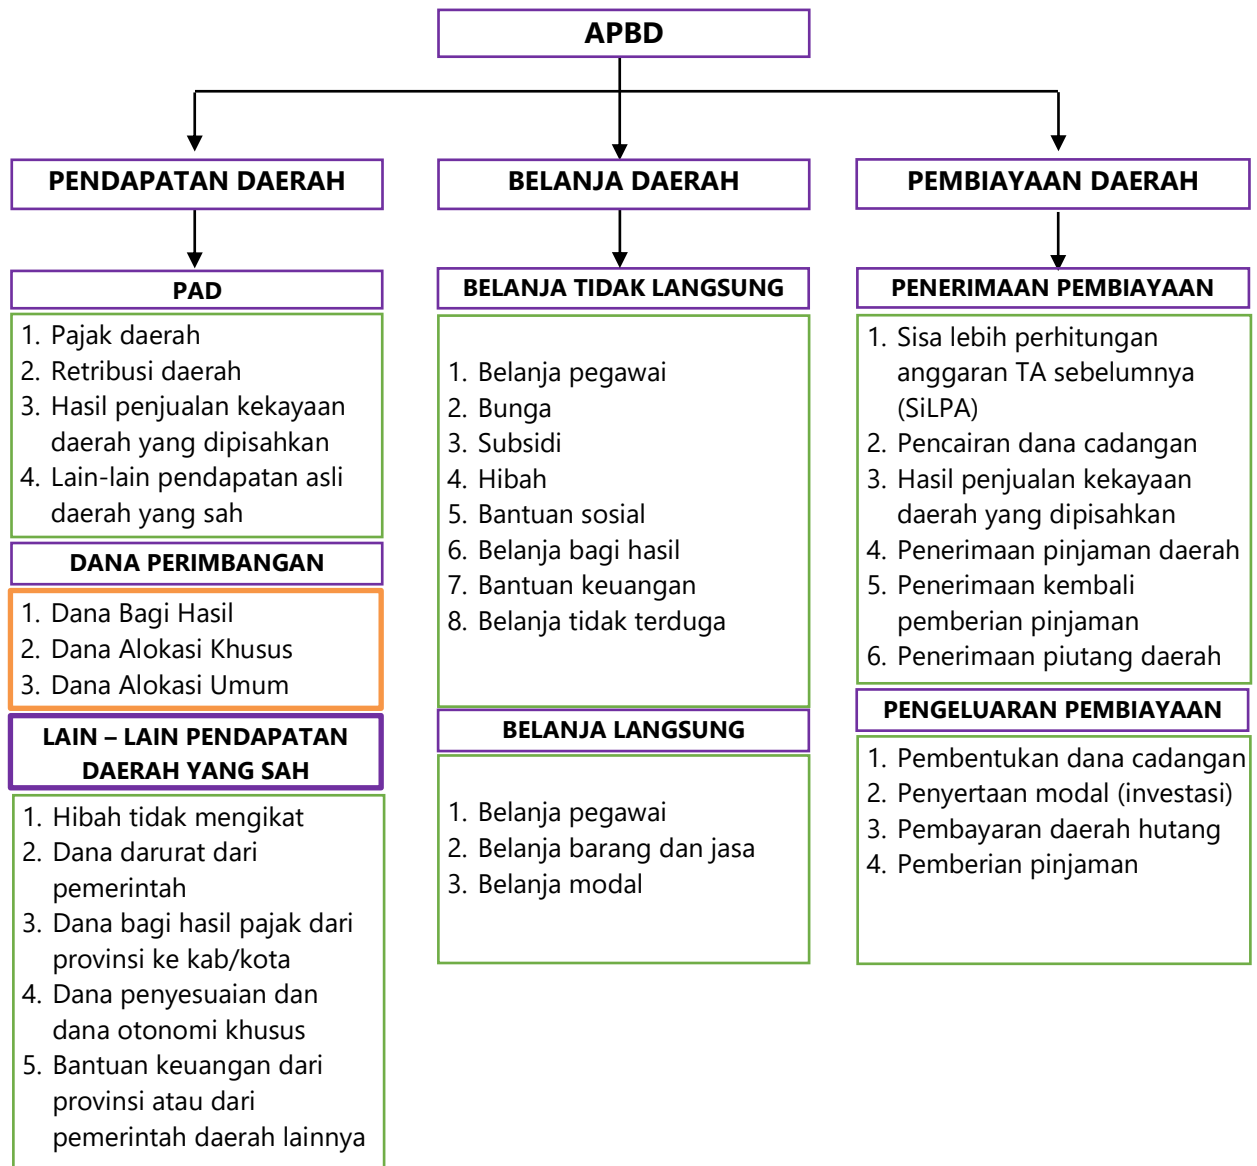 APBD
PENDAPATAN DAERAH
PAD
1. Pajak daerah
2. Retribusi daerah
3. Hasil penjualan kekayaan
daerah yang dipisahkan
4. Lain-lain pendapatan asli
daerah yang sah
DANA PERIMBANGAN
1. Dana Bagi Hasil
2. Dana Alokasi Khusus
3. Dana Alokasi Umum
LAIN – LAIN PENDAPATAN
DAERAH YANG SAH
1. Hibah tidak mengikat
2. Dana darurat dari
pemerintah
3. Dana bagi hasil pajak dari
provinsi ke kab/kota
4. Dana penyesuaian dan
dana otonomi khusus
5. Bantuan keuangan dari
provinsi atau dari
pemerintah daerah lainnya
BELANJA DAERAH
BELANJA TIDAK LANGSUNG
1. Belanja pegawai
2. Bunga
3. Subsidi
4. Hibah
5. Bantuan sosial
6. Belanja bagi hasil
7. Bantuan keuangan
8. Belanja tidak terduga
BELANJA LANGSUNG
1. Belanja pegawai
2. Belanja barang dan jasa
3. Belanja modal
PEMBIAYAAN DAERAH
PENERIMAAN PEMBIAYAAN
1. Sisa lebih perhitungan
anggaran TA sebelumnya
(SiLPA)
2. Pencairan dana cadangan
3. Hasil penjualan kekayaan
daerah yang dipisahkan
4. Penerimaan pinjaman daerah
5. Penerimaan kembali
pemberian pinjaman
6. Penerimaan piutang daerah
PENGELUARAN PEMBIAYAAN
1. Pembentukan dana cadangan
2. Penyertaan modal (investasi)
3. Pembayaran daerah hutang
4. Pemberian pinjaman